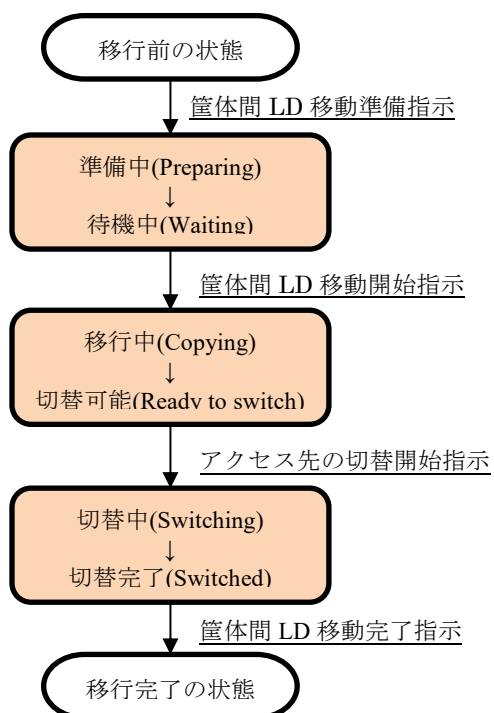 移行前の状態
筐体間 LD 移動準備指示
準備中(Preparing)
↓
待機中(Waiting)
筐体間 LD 移動開始指示
移行中(Copying)
↓
切替可能(Ready to switch)
アクセス先の切替開始指示
切替中(Switching)
↓
切替完了(Switched)
筐体間 LD 移動完了指示
移行完了の状態